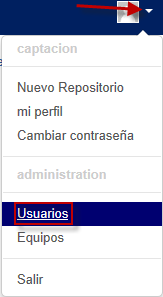 captacion
Nuevo Repositorio
mi perfil
Cambiar contraseña
administration
Usuarios
Equipos
Salir